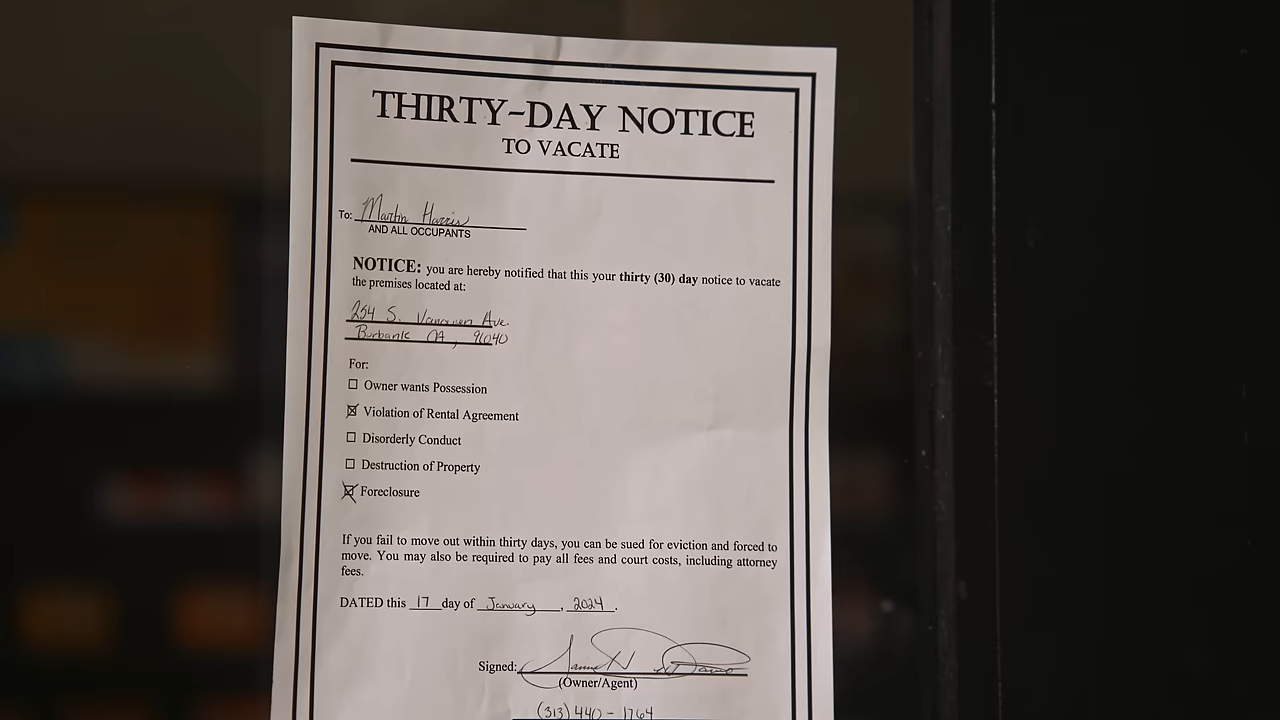 THIRTY-DAY NOTICE
TO VACATE
To: Martin Harris
AND ALL OCCUPANTS
NOTICE: you are hereby notified that this your thirty (30) day notice to vacate
the premises located at:
254 S. Ave.
Burbank CA, 96040
For:
☐ Owner wants Possession
☒ Violation of Rental Agreement
☐ Disorderly Conduct
☐ Destruction of Property
☒ Foreclosure
If you fail to move out within thirty days, you can be sued for eviction and forced to
move. You may also be required to pay all fees and court costs, including attorney
fees.
DATED this 17 day of January, 2024.
Signed:
(Owner/Agent)
(313) 440-1764